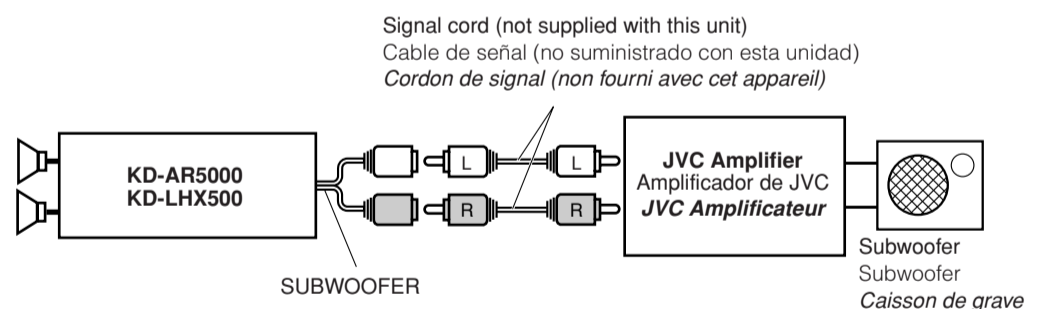 Signal cord (not supplied with this unit)
Cable de señal (no suministrado con esta unidad)
Cordon de signal (non fourni avec cet appareil)
KD-AR5000
KD-LHX500
L
L
R
R
JVC Amplifier
Amplificador de JVC
JVC Amplificateur
SUBWOOFER
Subwoofer
Subwoofer
Caisson de grave